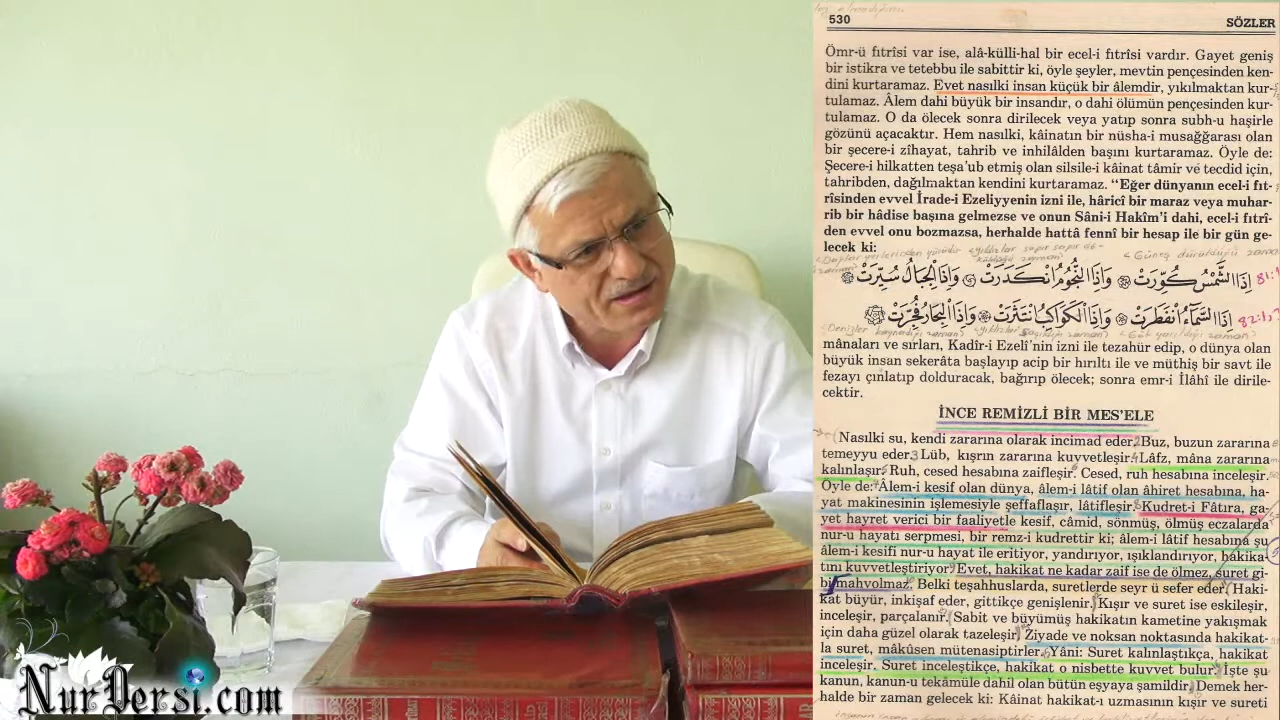 530
SÖZLER
Ömr-ü fıtrîsi var ise, alâ-külli-hal bir ecel-i fıtrîsi vardır. Gayet geniş
bir istikra ve tetebbu ile sabittir ki, öyle şeyler, mevtin pençesinden ken-
dini kurtaramaz. Evet nasılki insan küçük bir âlemdir, yıkılmaktan kur-
tulamaz. Âlem dahi büyük bir insandır, o dahi ölümün pençesinden kur-
tulamaz. O da ölecek sonra dirilecek veya yatıp sonra subh-u haşirle
gözünü açacaktır. Hem nasılki, kâinatın bir nüsha-i musağğarası olan
bir şecere-i zîhayat, tahrib ve inhilâlden başını kurtaramaz. Öyle de:
Şecere-i hilkatten teşa'ub etmiş olan silsile-i kâinat tâmir ve tecdid için,
tahribden, dağılmaktan kendini kurtaramaz. "Eğer dünyanın ecel-i fıt-
rîsinden evvel İrade-i Ezeliyyenin izni ile, hâricî bir maraz veya muhar-
rib bir hâdise başına gelmezse ve onun Sâni-i Hakîm'i dahi, ecel-i fıtrî-
den evvel onu bozmazsa, herhalde hattâ fennî bir hesap ile bir gün ge-
lecek ki:
اِذَا الشَّمْسُ كُوِّرَتْ ۞ وَاِذَا النُّجُومُ انْكَدَرَتْ ۞ وَاِذَا الْجِبَالُ سُيِّرَتْ ۞
اِذَا السَّمَٓاءُ انْفَطَرَتْ ۞ وَاِذَا الْكَوَاكِبُ انْتَثَرَتْ ۞ وَاِذَا الْبِحَارُ فُجِّرَتْ ۞
mânaları ve sırları, Kadîr-i Ezelî'nin izni ile tezahür edip, o dünya olan
büyük insan sekerâta başlayıp acip bir hırıltı ile ve müthiş bir savt ile
fezayı çınlatıp dolduracak, bağırıp ölecek; sonra emr-i İlâhî ile dirile-
cektir.
İNCE REMİZLİ BİR MES'ELE
Nasılki su, kendi zararına olarak incimad eder. Buz, buzun zararına
temeyyu eder. Lüb, kışrın zararına kuvvetleşir. Lâfz, mâna zararına
kalınlaşır. Ruh, cesed hesabına zaifleşir. Cesed, ruh hesabına inceleşir.
Öyle de: Âlem-i kesif olan dünya, âlem-i lâtif olan âhiret hesabına, ha-
yat makinesinin işlemesiyle şeffaflaşır, lâtifleşir. Kudret-i Fâtıra, ga-
yet hayret verici bir faaliyetle kesif, câmid, sönmüş, ölmüş eczalarda
nur-u hayatı serpmesi, bir remz-i kudrettir ki; âlem-i lâtif hesabına şu
âlem-i kesifi nur-u hayat ile eritiyor, yandırıyor, ışıklandırıyor, hakika-
tını kuvvetleştiriyor. Evet, hakikat ne kadar zaif ise de ölmez, suret gi-
bi mahvolmaz. Belki teşahhuslarda, suretlerde seyr ü sefer eder. Haki-
kat büyür, inkişaf eder, gittikçe genişlenir. Kışır ve suret ise eskileşir,
inceleşir, parçalanır. Sabit ve büyümüş hakikatın kametine yakışmak
için daha güzel olarak tazeleşir. Ziyade ve noksan noktasında hakikat-
la suret, mâkûsen mütenasiptirler. Yâni: Suret kalınlaştıkça, hakikat
inceleşir. Suret inceleştikçe, hakikat o nisbette kuvvet bulur. İşte şu
kanun, kanun-u tekâmüle dahil olan bütün eşyaya şamildir. Demek her-
halde bir zaman gelecek ki: Kâinat hakikat-ı uzmasının kışır ve sureti
NurDersi.com